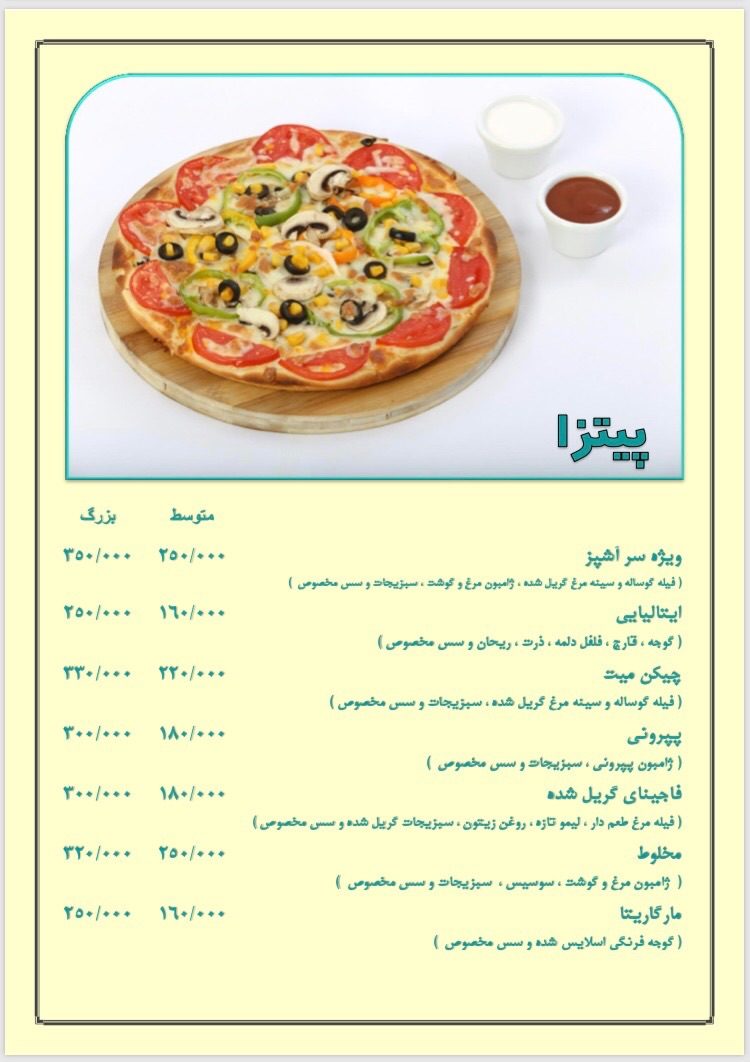 پیتزا
متوسط بزرگ
ویژه سر آشپز ۲۵۰/۰۰۰ ۳۵۰/۰۰۰
( فیله گوساله و سینه مرغ گریل شده ، ژامبون مرغ و گوشت ، سبزیجات و سس مخصوص )
ایتالیایی ۱۶۰/۰۰۰ ۲۵۰/۰۰۰
( گوجه ، قارچ ، فلفل دلمه ، ذرت ، ریحان و سس مخصوص )
چیکن میت ۲۲۰/۰۰۰ ۳۳۰/۰۰۰
( فیله گوساله و سینه مرغ گریل شده ، سبزیجات و سس مخصوص )
پپرونی ۱۸۰/۰۰۰ ۳۰۰/۰۰۰
( ژامبون پپرونی ، سبزیجات و سس مخصوص )
فاجینای گریل شده ۱۸۰/۰۰۰ ۳۰۰/۰۰۰
( فیله مرغ طعم دار ، لیمو تازه ، روغن زیتون ، سبزیجات گریل شده و سس مخصوص )
مخلوط ۲۵۰/۰۰۰ ۳۲۰/۰۰۰
( ژامبون مرغ و گوشت ، سوسیس ، سبزیجات و سس مخصوص )
مارگاریتا ۱۶۰/۰۰۰ ۲۵۰/۰۰۰
( گوجه فرنگی اسلایس شده و سس مخصوص )